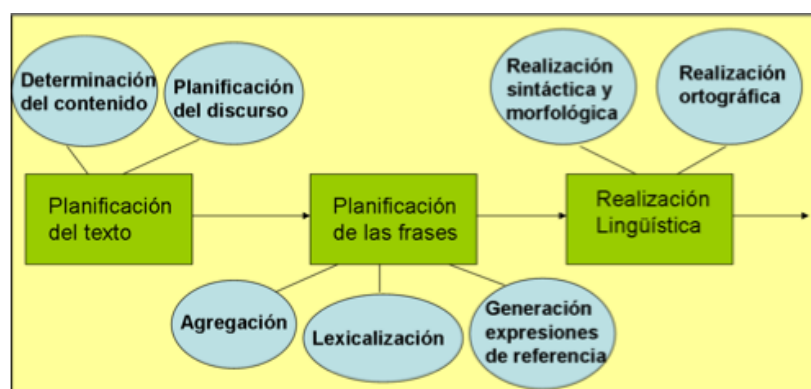 Determinación
del contenido
Planificación
del discurso
Realización
sintáctica y
morfológica
Realización
ortográfica
Planificación
del texto
Planificación
de las frases
Realización
Lingüística
Agregación
Lexicalización
Generación
expresiones
de referencia